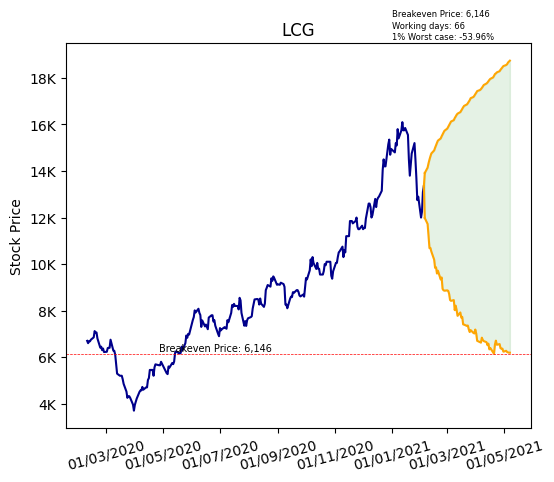 Breakeven Price: 6,146
Working days: 66
1% Worst case: -53.96%
LCG
Stock Price
18K
16K
14K
12K
10K
8K
6K
4K
Breakeven Price: 6,146
01/03/2020
01/05/2020
01/07/2020
01/09/2020
01/11/2020
01/01/2021
01/03/2021
01/05/2021